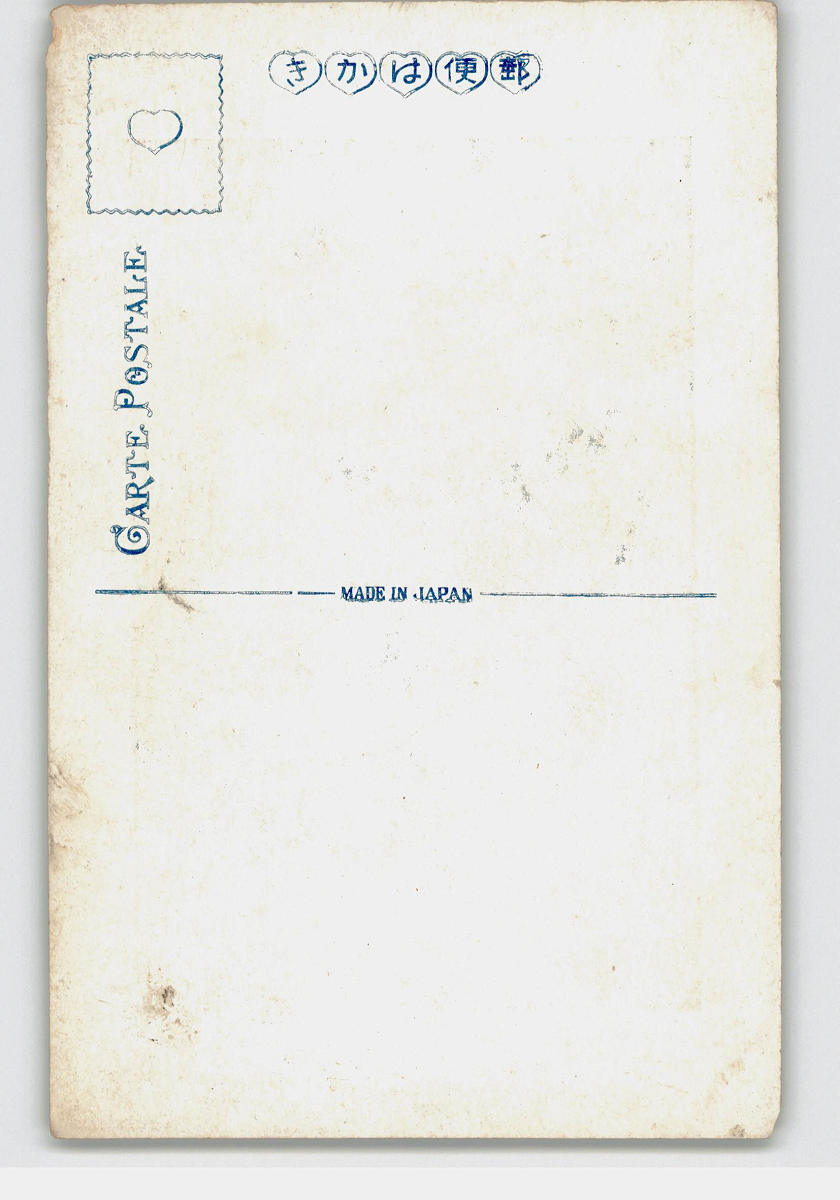 きかは便郵
CARTE POSTALE
MADE IN JAPAN